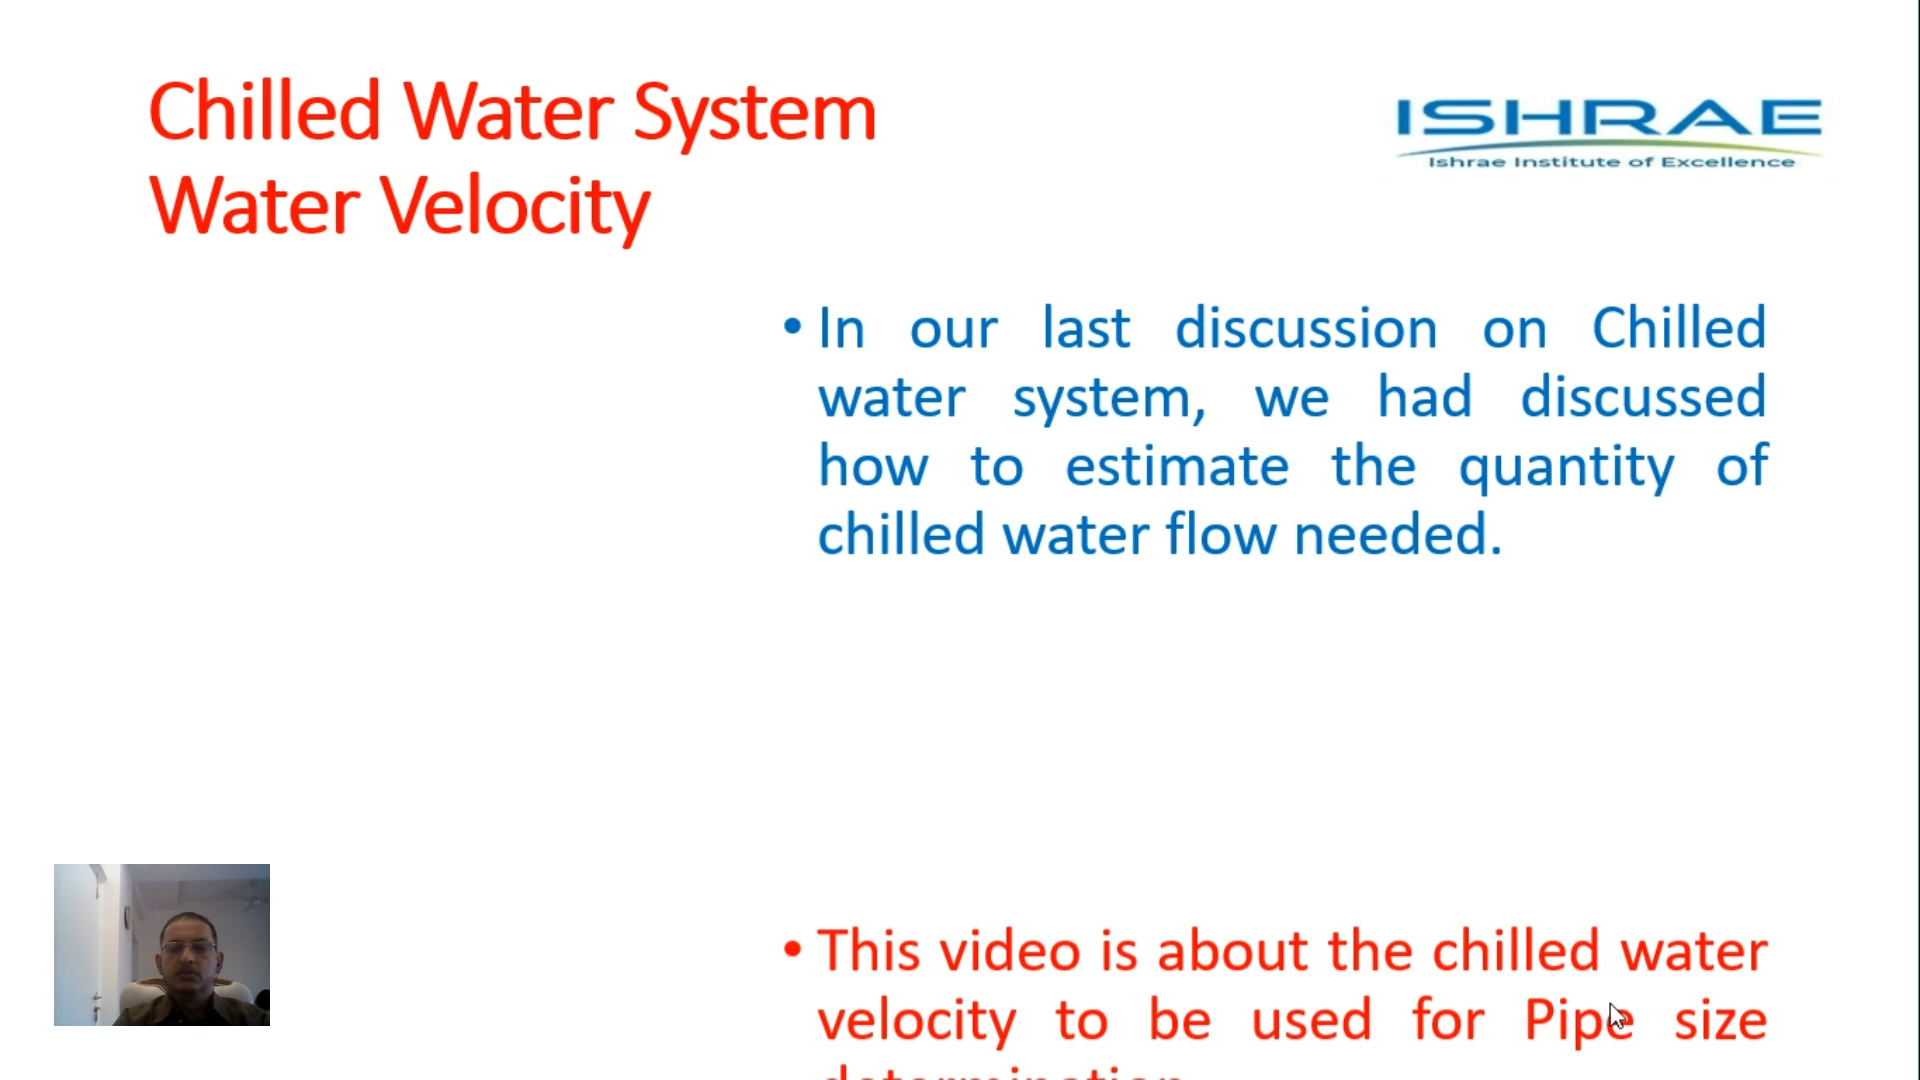 Chilled Water System
Water Velocity
ISHRAE
Ishrae Institute of Excellence
• In our last discussion on Chilled
water system, we had discussed
how to estimate the quantity of
chilled water flow needed.
• This video is about the chilled water
velocity to be used for Pipe size
determination